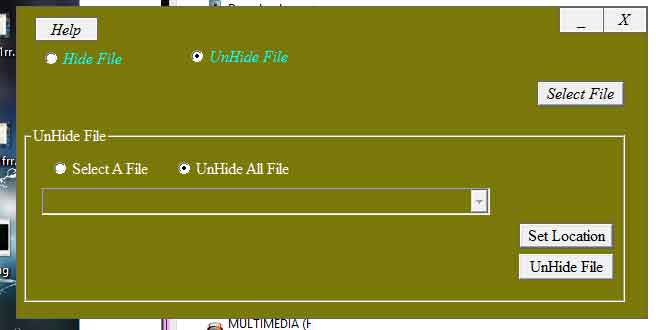 _ X
Help
Hide File
UnHide File
Select File
UnHide File
Select A File
UnHide All File
Set Location
UnHide File
MULTIMEDIA (F